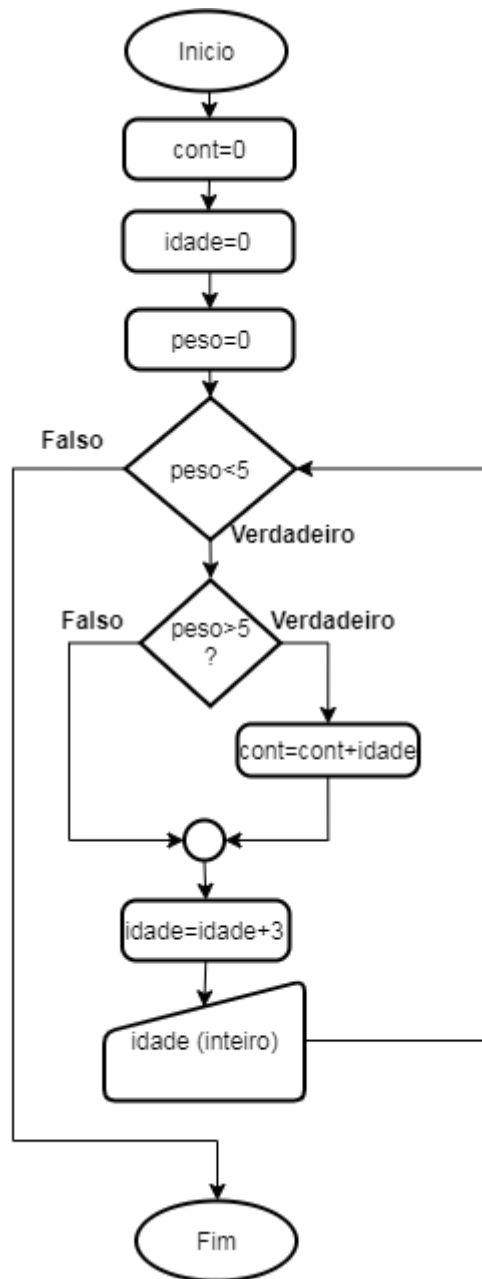 Inicio
cont=0
idade=0
peso=0
Falso
peso<5
Verdadeiro
Falso
peso>5
?
Verdadeiro
cont=cont+idade
idade=idade+3
idade (inteiro)
Fim